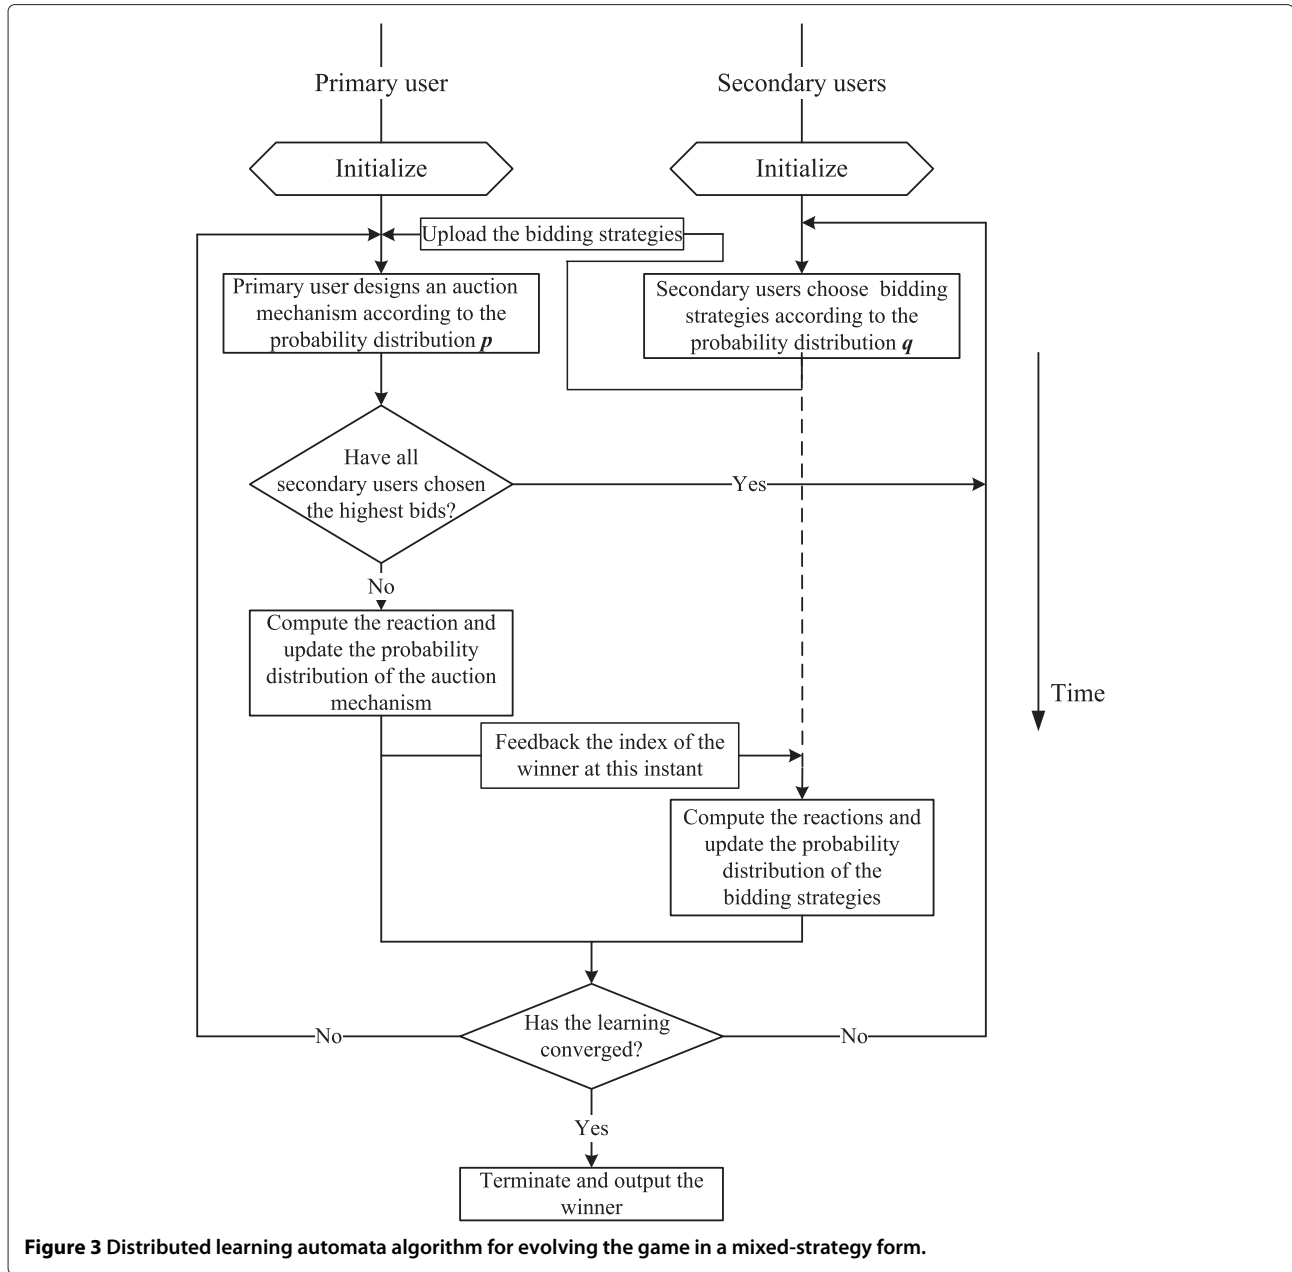 Primary user
Secondary users
Initialize
Initialize
Upload the bidding strategies
Primary user designs an auction
mechanism according to the
probability distribution p
Secondary users choose bidding
strategies according to the
probability distribution q
Have all
secondary users chosen
the highest bids?
Yes
No
Compute the reaction and
update the probability
distribution of the auction
mechanism
Time
Feedback the index of the
winner at this instant
Compute the reactions and
update the probability
distribution of the
bidding strategies
Has the learning
converged?
No
No
Yes
Terminate and output the
winner
Figure 3 Distributed learning automata algorithm for evolving the game in a mixed-strategy form.